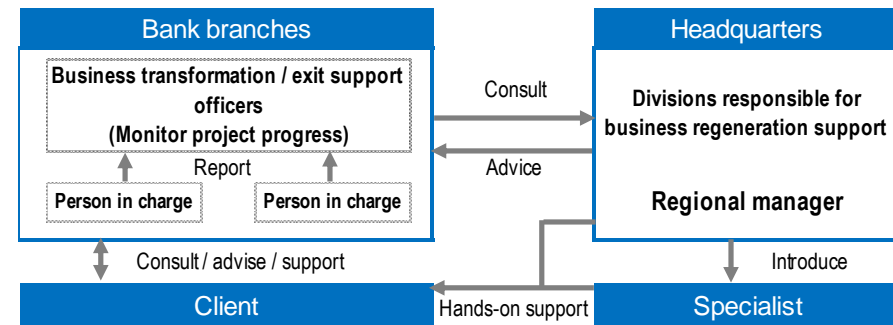 Bank branches
Business transformation / exit support
officers
(Monitor project progress)
Report
Person in charge
Person in charge
Consult
Advice
Headquarters
Divisions responsible for
business regeneration support
Regional manager
Consult / advise / support
Introduce
Client
Hands-on support
Specialist